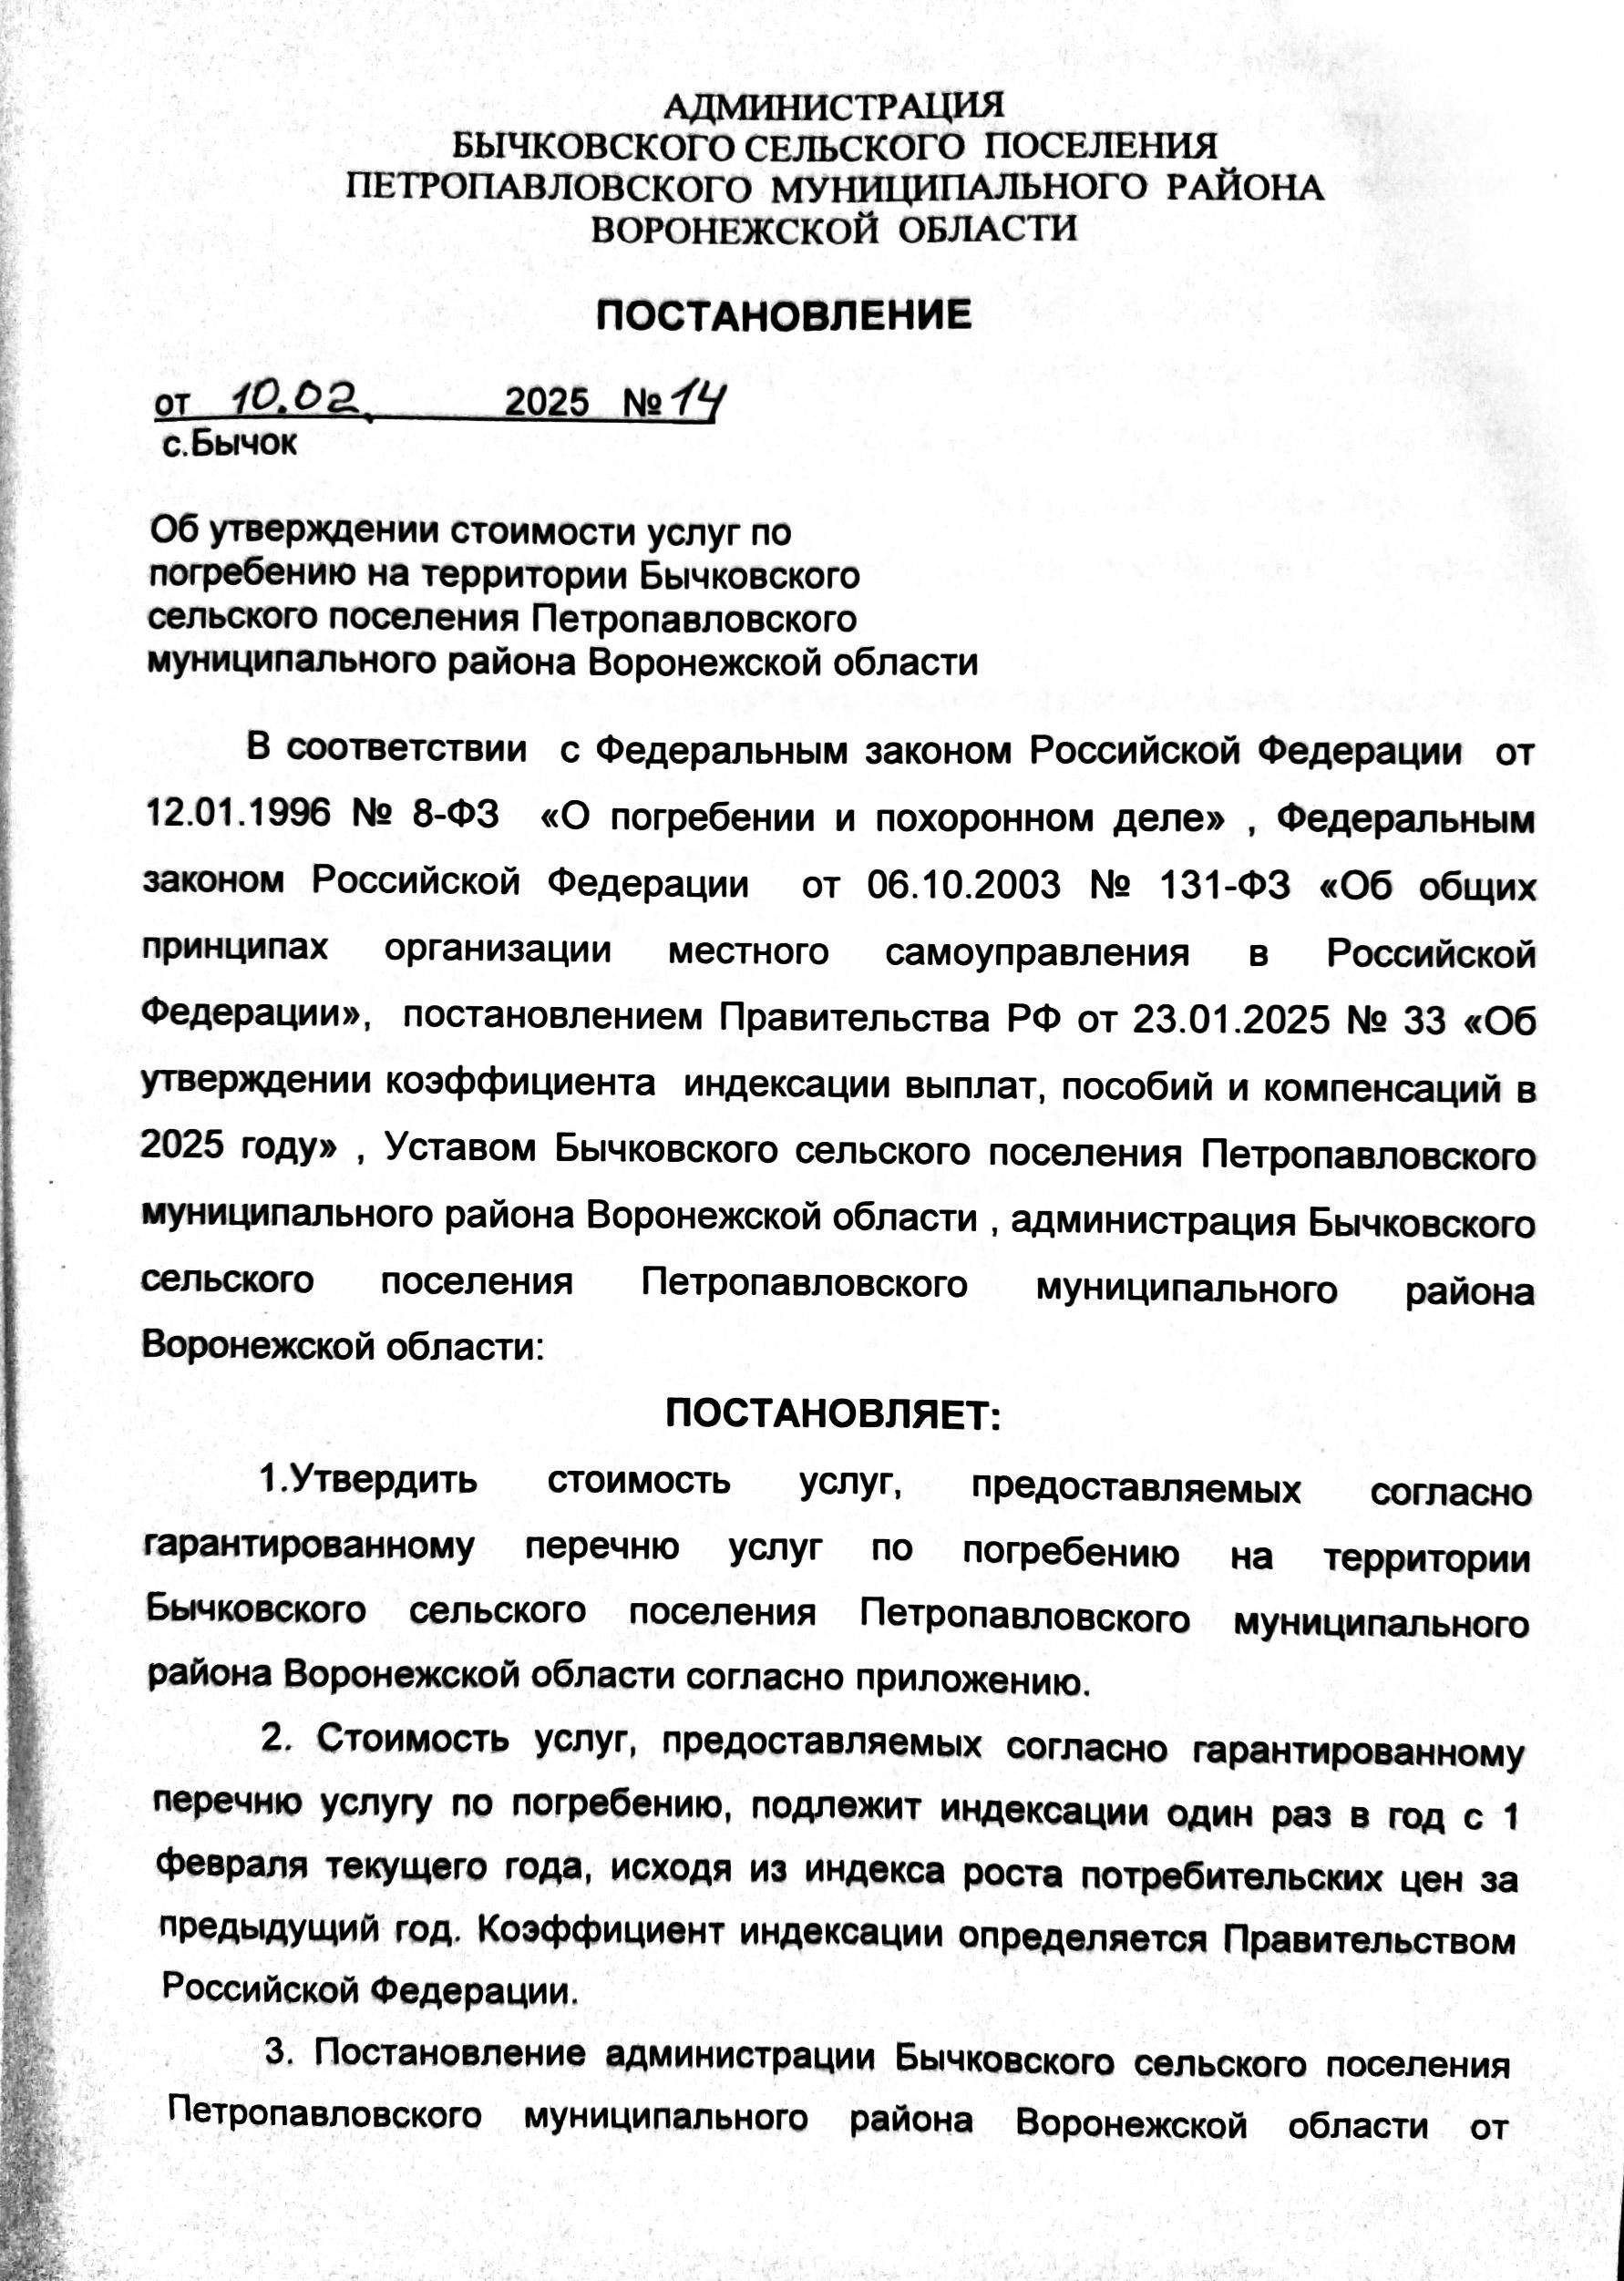 АДМИНИСТРАЦИЯ
БЫЧКОВСКОГО СЕЛЬСКОГО ПОСЕЛЕНИЯ
ПЕТРОПАВЛОВСКОГО МУНИЦИПАЛЬНОГО РАЙОНА
ВОРОНЕЖСКОЙ ОБЛАСТИ
ПОСТАНОВЛЕНИЕ
от 10.02. 2025 № 14
с.Бычок
Об утверждении стоимости услуг по
погребению на территории Бычковского
сельского поселения Петропавловского
муниципального района Воронежской области
В соответствии с Федеральным законом Российской Федерации от
12.01.1996 № 8-ФЗ «О погребении и похоронном деле» , Федеральным
законом Российской Федерации от 06.10.2003 № 131-ФЗ «Об общих
принципах организации местного самоуправления в Российской
Федерации», постановлением Правительства РФ от 23.01.2025 № 33 «Об
утверждении коэффициента индексации выплат, пособий и компенсаций в
2025 году» , Уставом Бычковского сельского поселения Петропавловского
муниципального района Воронежской области , администрация Бычковского
сельского поселения Петропавловского муниципального района
Воронежской области:
ПОСТАНОВЛЯЕТ:
1.Утвердить стоимость услуг, предоставляемых согласно
гарантированному перечню услуг по погребению на территории
Бычковского сельского поселения Петропавловского муниципального
района Воронежской области согласно приложению.
2. Стоимость услуг, предоставляемых согласно гарантированному
перечню услугу по погребению, подлежит индексации один раз в год с 1
февраля текущего года, исходя из индекса роста потребительских цен за
предыдущий год. Коэффициент индексации определяется Правительством
Российской Федерации.
3. Постановление администрации Бычковского сельского поселения
Петропавловского муниципального района Воронежской области от